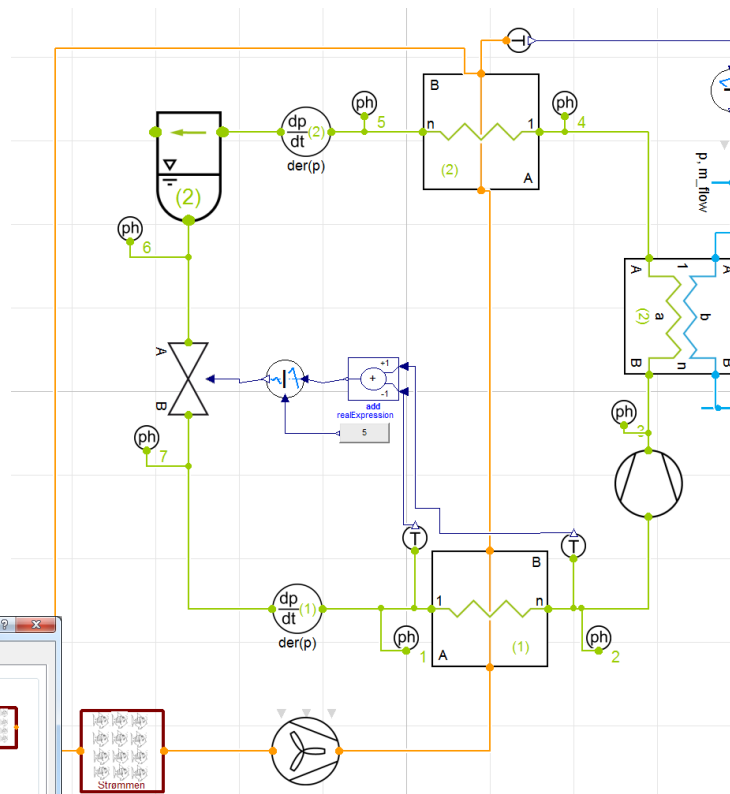 T
B
ph
5
ph
4
n
1
dp
dt
(2)
der(p)
(2)
A
p, m_flow
(2)
ph
6
A
1
A
(2)
a
b
B
n
B
A
+1
+
-1
add
realExpression
5
B
ph
3
ph
7
T
T
B
dp
dt
(1)
der(p)
1
n
ph
1
A
(1)
ph
2
?
x
Strømmen